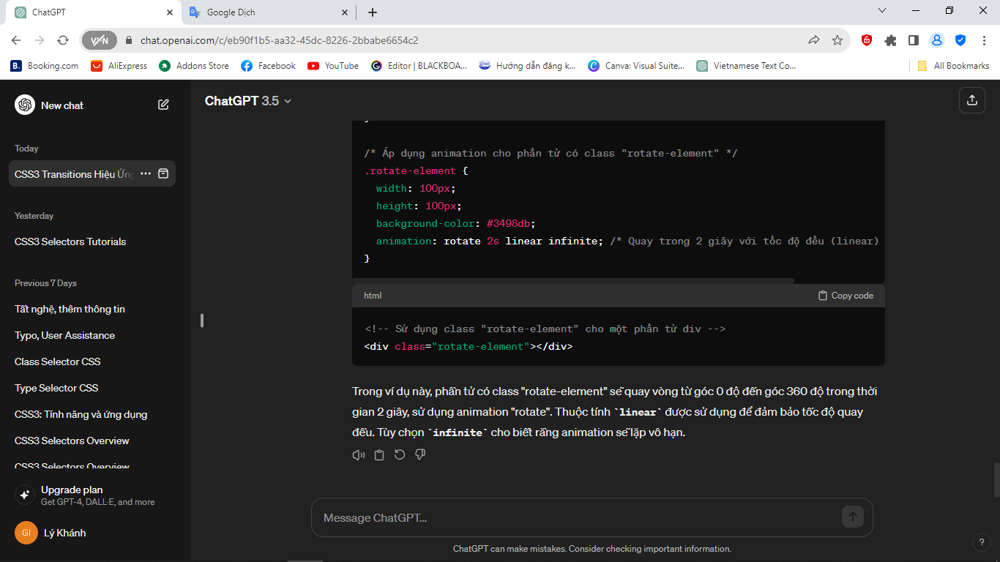 ChatGPT
Google Dịch
VPN
chat.openai.com/c/eb90f1b5-aa32-45dc-8226-2bbabe6654c2
B. Booking.com
AliExpress
Addons Store
Facebook
YouTube
Editor | BLACKBOA...
Hướng dẫn đăng k...
Canva: Visual Suite...
Vietnamese Text Co...
All Bookmarks
New chat
Today
CSS3 Transitions Hiệu Ứng
Yesterday
CSS3 Selectors Tutorials
Previous 7 Days
Tất nghệ, thêm thông tin
Typo, User Assistance
Class Selector CSS
Type Selector CSS
CSS3: Tính năng và ứng dụng
CSS3 Selectors Overview
CSS3 Selectors Overview
Upgrade plan
Get GPT-4, DALL·E, and more
GI Lý Khánh
ChatGPT 3.5
}
/* Áp dụng animation cho phần tử có class "rotate-element" */
.rotate-element {
width: 100px;
height: 100px;
background-color: #3498db;
animation: rotate 2s linear infinite; /* Quay trong 2 giây với tốc độ đều (linear)
}
html
Copy code
<!-- Sử dụng class "rotate-element" cho một phần tử div -->
<div class="rotate-element"></div>
Trong ví dụ này, phần tử có class "rotate-element" sẽ quay vòng từ góc 0 độ đến góc 360 độ trong thời
gian 2 giây, sử dụng animation "rotate". Thuộc tính `linear` được sử dụng để đảm bảo tốc độ quay
đều. Tùy chọn `infinite` cho biết rằng animation sẽ lặp vô hạn.
Message ChatGPT...
ChatGPT can make mistakes. Consider checking important information.
?